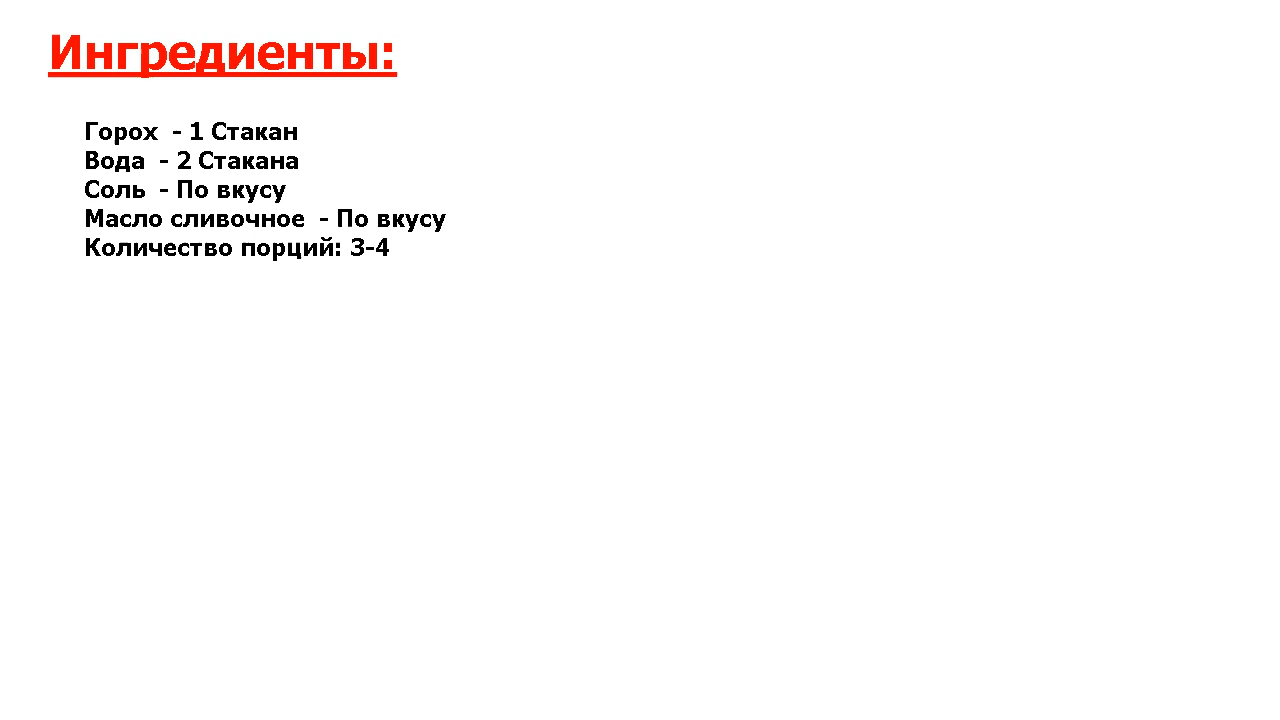 Ингредиенты:
Горох  - 1 Стакан
Вода  - 2 Стакана
Соль  - По вкусу
Масло сливочное  - По вкусу
Количество порций: 3-4